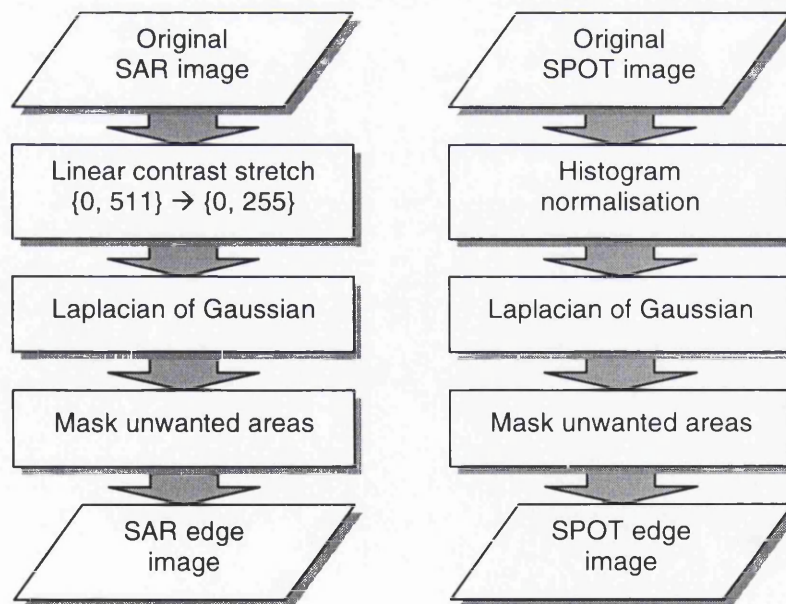 Original
SAR image
Linear contrast stretch
{0, 511} → {0, 255}
Laplacian of Gaussian
Mask unwanted areas
SAR edge
image
Original
SPOT image
Histogram
normalisation
Laplacian of Gaussian
Mask unwanted areas
SPOT edge
image